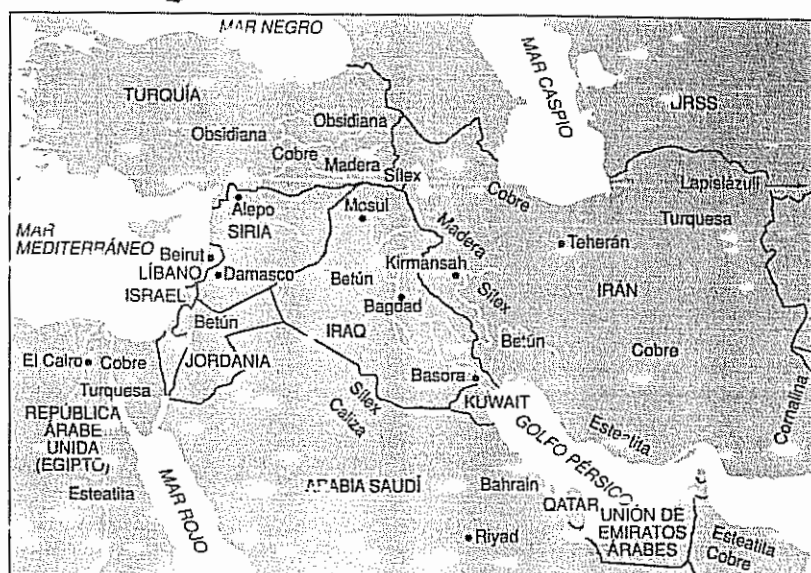 MAR NEGRO
MAR CASPIO
URSS
TURQUÍA
Obsidiana
Obsidiana
Cobre
Madera
Sílex
Cobre
Lapislázuli
Turquesa
Alepo
SIRIA
Mosul
Madera
Teherán
MAR
MEDITERRÁNEO
Beirut
LÍBANO
Damasco
ISRAEL
Betún
Kirmansah
Bagdad
Sílex
IRÁN
Betún
IRAQ
Betún
Cobre
El Cairo
Cobre
JORDANIA
Basora
Turquesa
KUWAIT
Cornalina
Sílex
Caliza
REPÚBLICA
ÁRABE
UNIDA
(EGIPTO)
Esteatita
MAR ROJO
ARABIA SAUDÍ
GOLFO PÉRSICO
Esteatita
Bahrain
QATAR
UNIÓN DE
EMIRATOS
ÁRABES
Riyad
Esteatita
Cobre